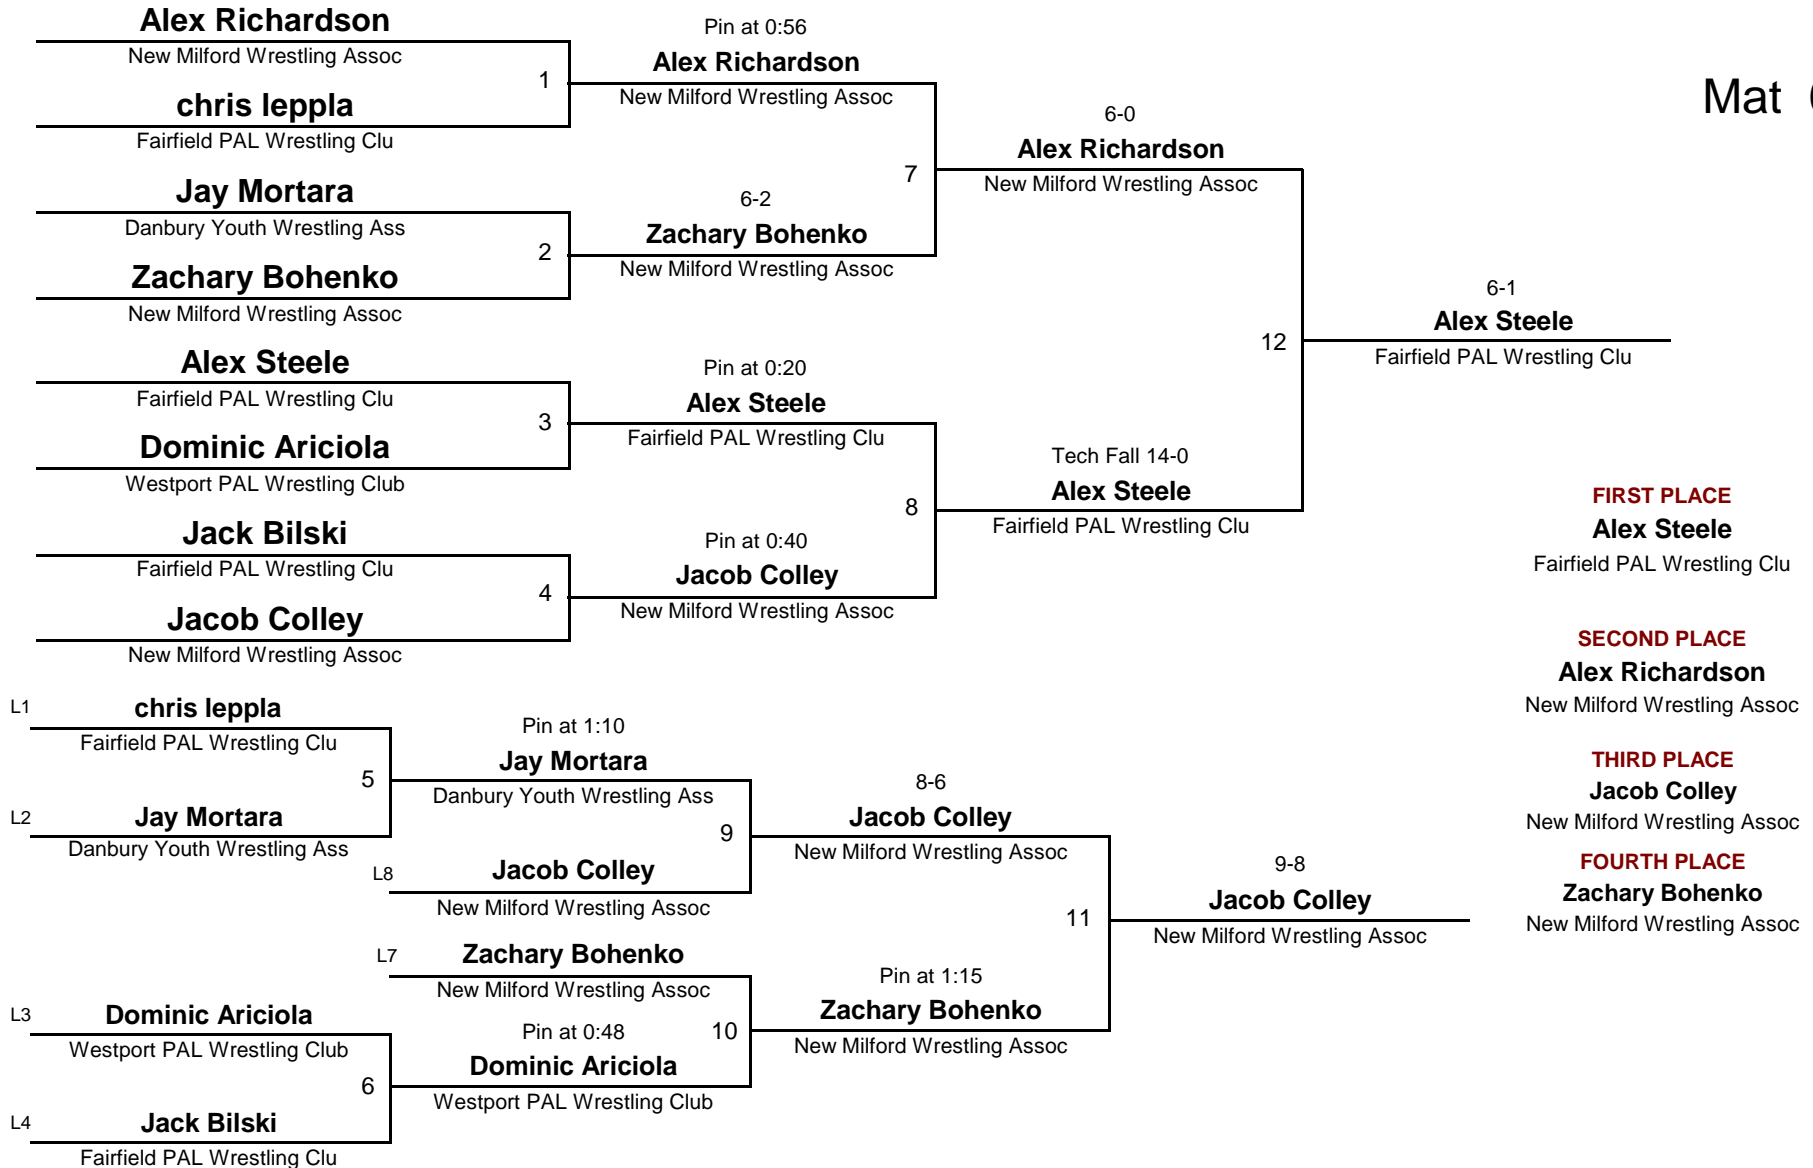 Alex Richardson
New Milford Wrestling Assoc
1
chris leppla
Fairfield PAL Wrestling Clu
Jay Mortara
Danbury Youth Wrestling Ass
2
Zachary Bohenko
New Milford Wrestling Assoc
Alex Steele
Fairfield PAL Wrestling Clu
3
Dominic Ariciola
Westport PAL Wrestling Club
Jack Bilski
Fairfield PAL Wrestling Clu
4
Jacob Colley
New Milford Wrestling Assoc
Pin at 0:56
Alex Richardson
New Milford Wrestling Assoc
7
6-2
Zachary Bohenko
New Milford Wrestling Assoc
Pin at 0:20
Alex Steele
Fairfield PAL Wrestling Clu
8
Pin at 0:40
Jacob Colley
New Milford Wrestling Assoc
6-0
Alex Richardson
New Milford Wrestling Assoc
12
Tech Fall 14-0
Alex Steele
Fairfield PAL Wrestling Clu
6-1
Alex Steele
Fairfield PAL Wrestling Clu
Mat
FIRST PLACE
Alex Steele
Fairfield PAL Wrestling Clu
SECOND PLACE
Alex Richardson
New Milford Wrestling Assoc
THIRD PLACE
Jacob Colley
New Milford Wrestling Assoc
FOURTH PLACE
Zachary Bohenko
New Milford Wrestling Assoc
L1
chris leppla
Fairfield PAL Wrestling Clu
5
L2
Jay Mortara
Danbury Youth Wrestling Ass
Pin at 1:10
Jay Mortara
Danbury Youth Wrestling Ass
9
L8
Jacob Colley
New Milford Wrestling Assoc
L7
Zachary Bohenko
New Milford Wrestling Assoc
10
L3
Dominic Ariciola
Westport PAL Wrestling Club
6
L4
Jack Bilski
Fairfield PAL Wrestling Clu
Pin at 0:48
Dominic Ariciola
Westport PAL Wrestling Club
8-6
Jacob Colley
New Milford Wrestling Assoc
11
Pin at 1:15
Zachary Bohenko
New Milford Wrestling Assoc
9-8
Jacob Colley
New Milford Wrestling Assoc